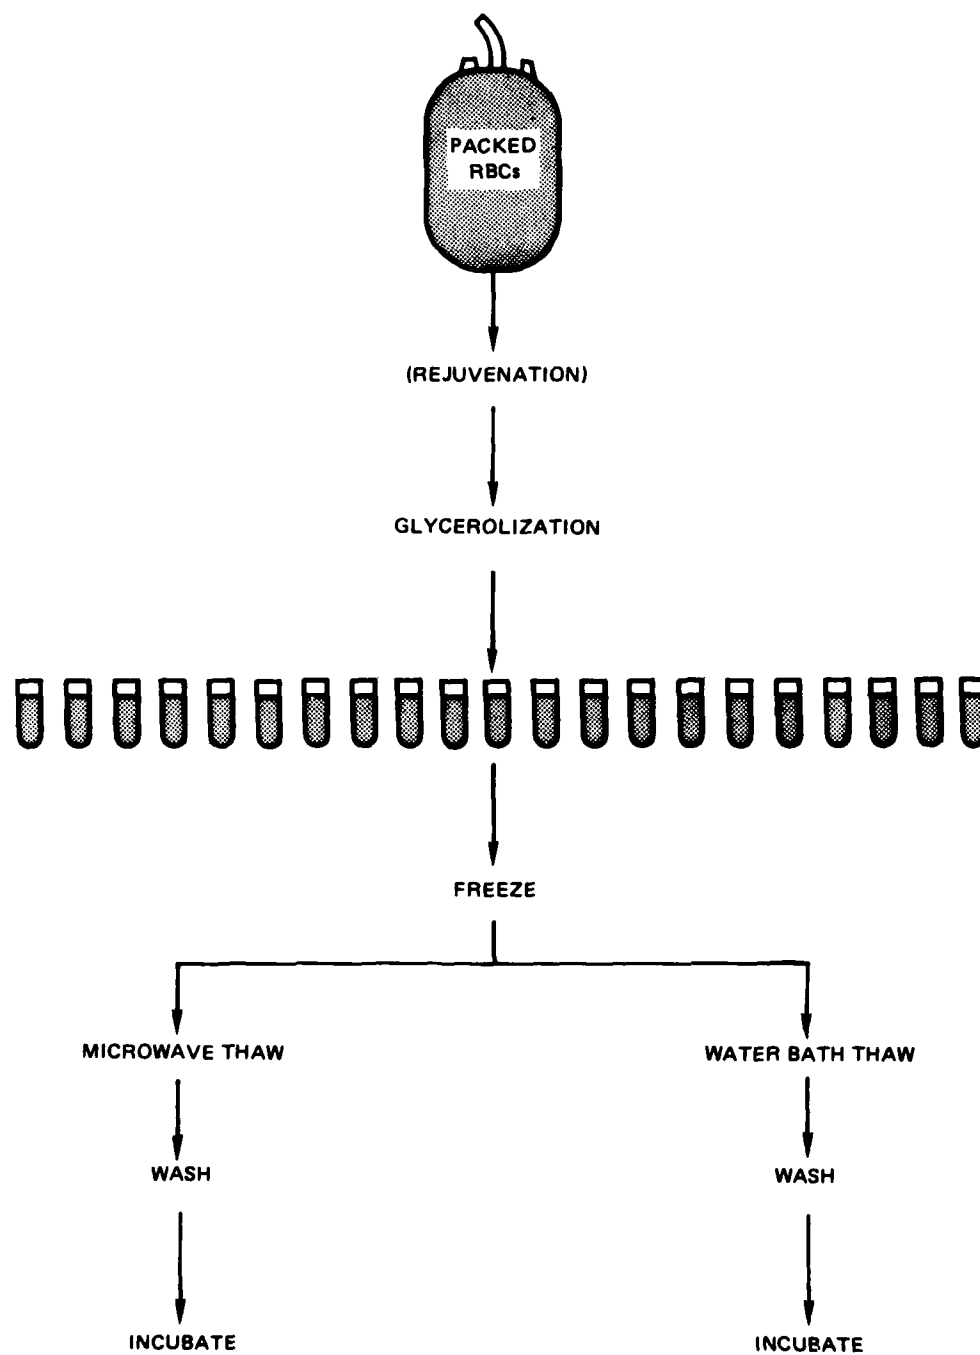 PACKED
RBCs
(REJUVENATION)
GLYCEROLIZATION
FREEZE
MICROWAVE THAW
WATER BATH THAW
WASH
WASH
INCUBATE
INCUBATE